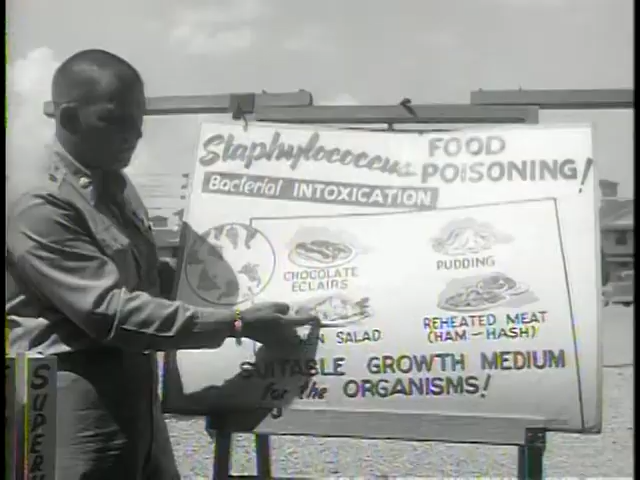 Staphylococcus FOOD
POISONING!
Bacterial INTOXICATION
CHOCOLATE
ECLAIRS
PUDDING
SALAD
REHEATED MEAT
(HAM-HASH)
SUITABLE GROWTH MEDIUM
for the ORGANISMS!